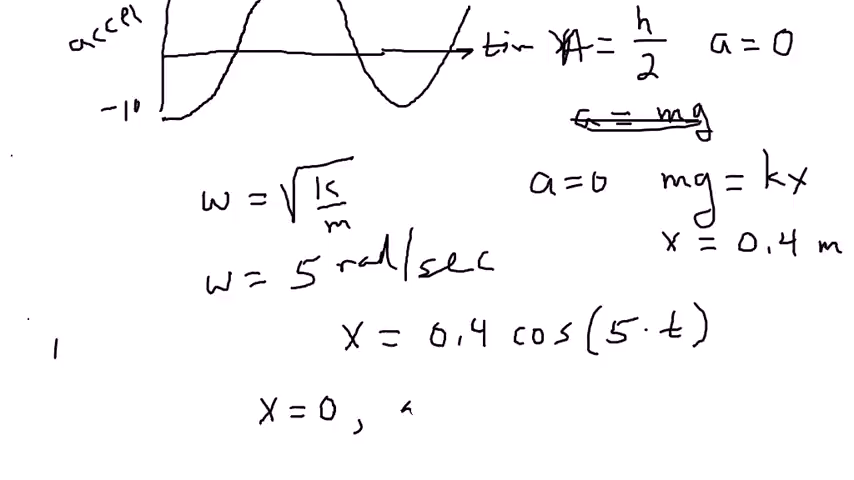 accel
tim A = h/2 a = 0
-10
a = mg
w = √(k/m)
a = 0 mg = kx
x = 0.4 m
w = 5 rad/sec
x = 0.4 cos(5·t)
x = 0,